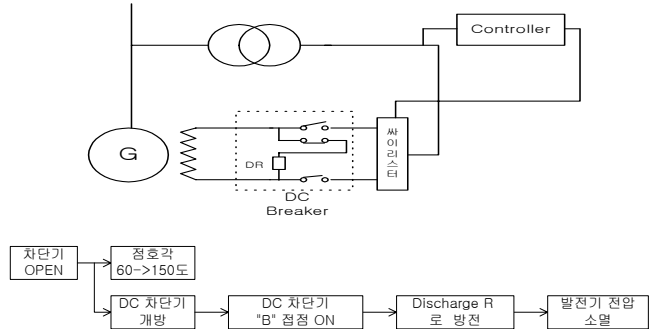 Controller
G
DR
싸이리스터
DC
Breaker
차단기
OPEN
점호각
60->150도
DC 차단기
개방
DC 차단기
"B" 접점 ON
Discharge R
로 방전
발전기 전압
소멸